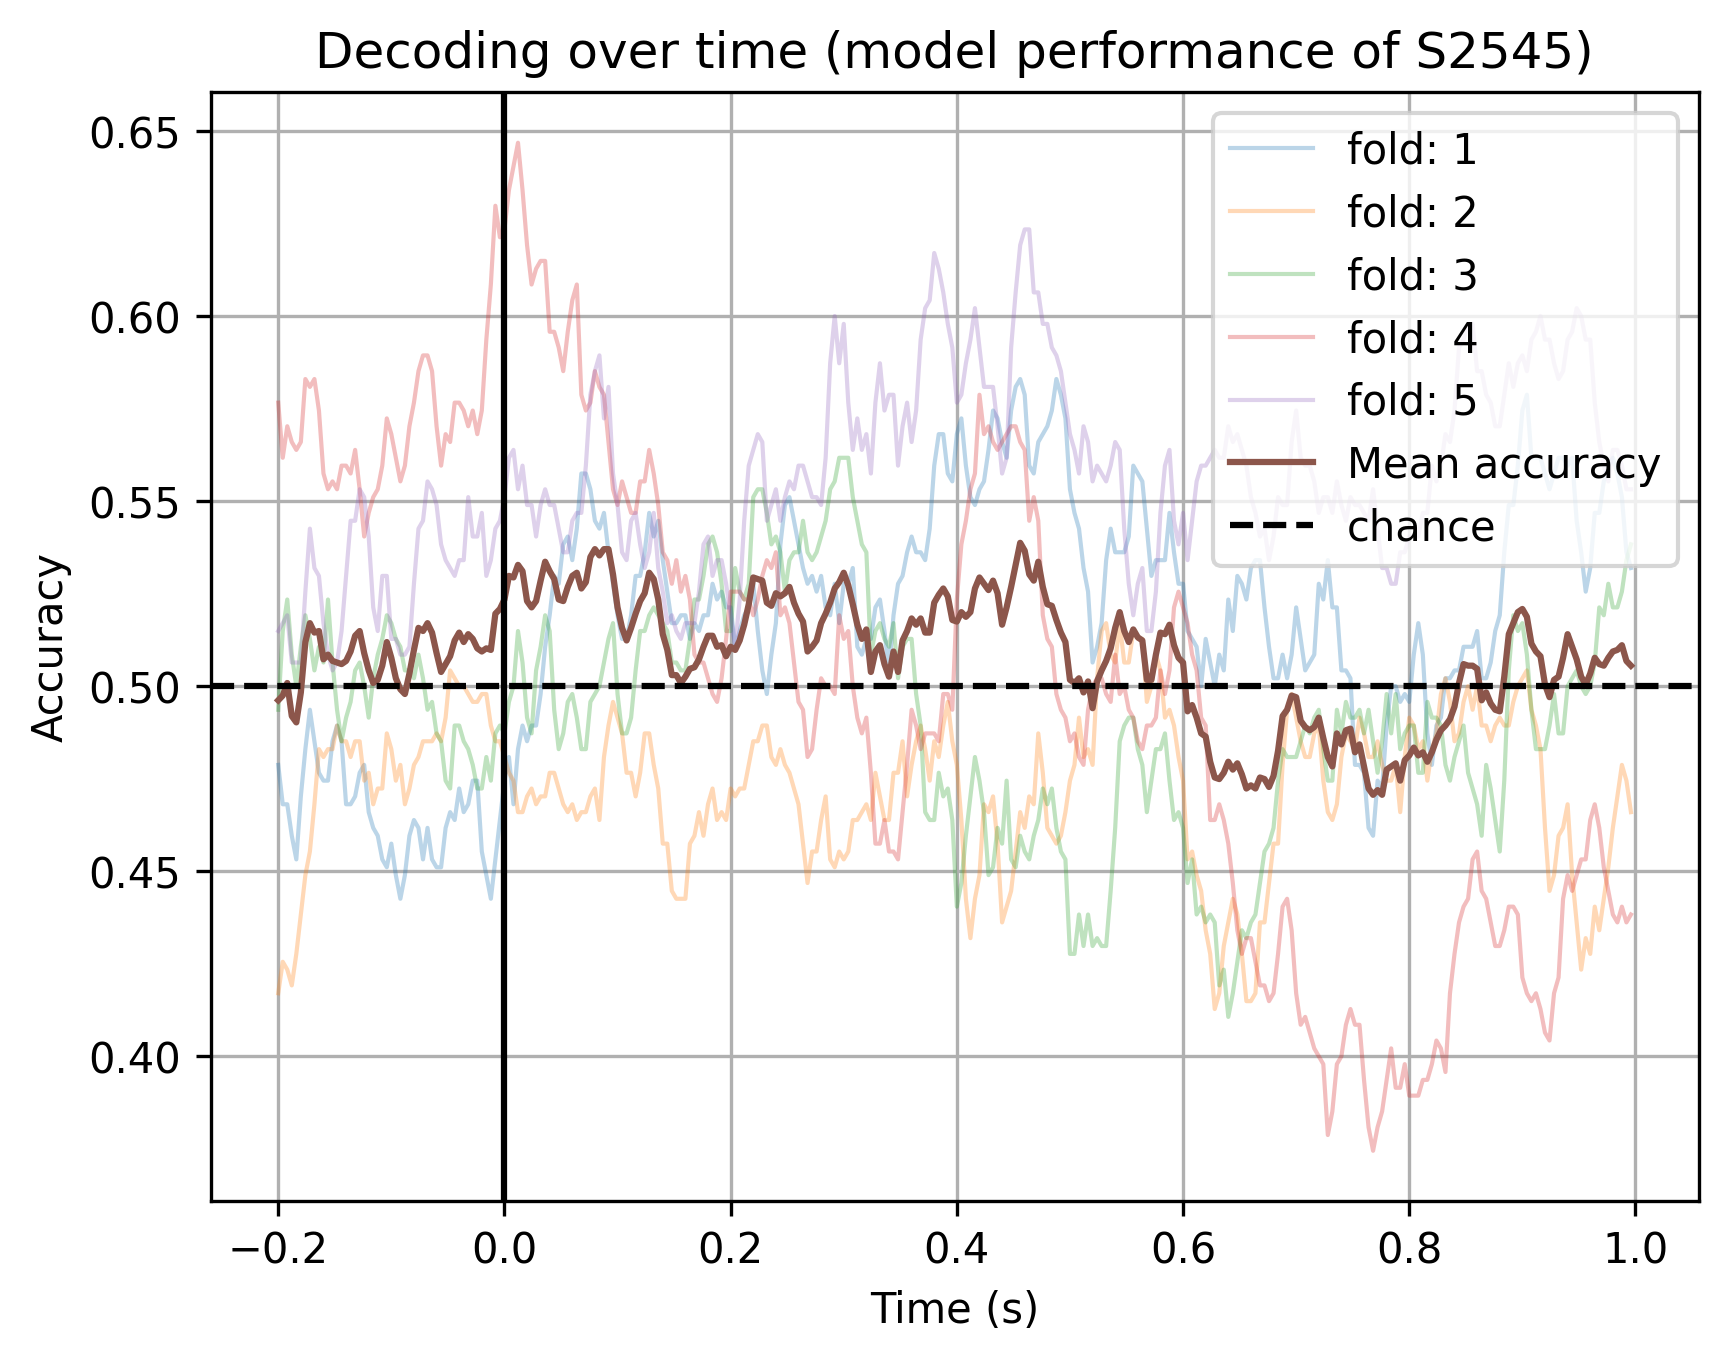 Decoding over time (model performance of S2545)
0.65
0.60
0.55
0.50
0.45
0.40
Accuracy
fold: 1
fold: 2
fold: 3
fold: 4
fold: 5
Mean accuracy
chance
−0.2 0.0 0.2 0.4 0.6 0.8 1.0
Time (s)